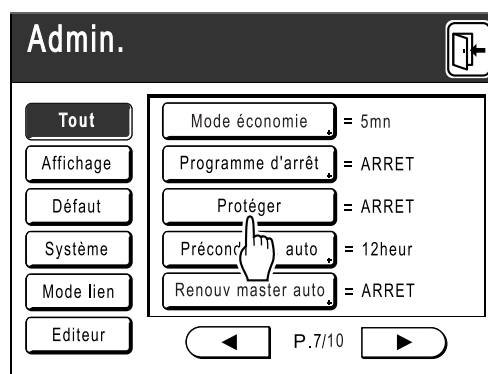 Admin.
Tout
Mode économie = 5mn
Affichage
Programme d'arrêt = ARRET
Défaut
Protéger = ARRET
Système
auto = 12heur
Mode lien
Renouv master auto = ARRET
Editeur
P.7/10